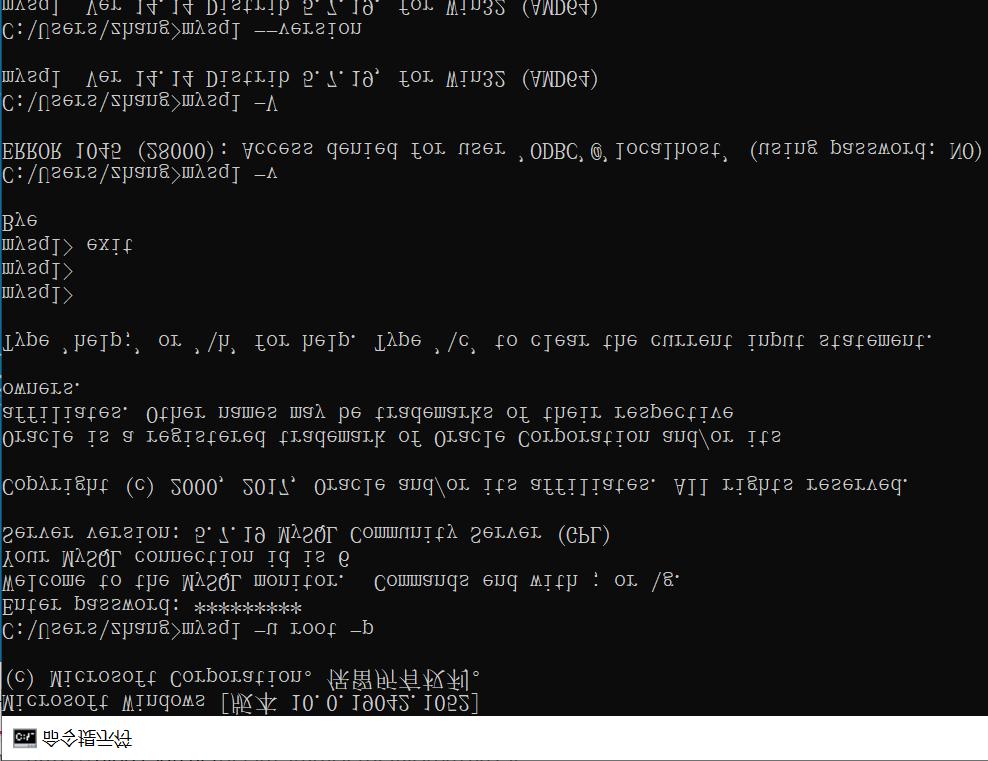 命令提示符
Microsoft Windows [版本 10.0.19042.1052]
(c) Microsoft Corporation。保留所有权利。
C:\Users\zhang>mysql -u root -p
Enter password: *********
Welcome to the MySQL monitor.  Commands end with ; or \g.
Your MySQL connection id is 6
Server version: 5.7.19 MySQL Community Server (GPL)
Copyright (c) 2000, 2017, Oracle and/or its affiliates. All rights reserved.
Oracle is a registered trademark of Oracle Corporation and/or its
affiliates. Other names may be trademarks of their respective
owners.
Type 'help;' or '\h' for help. Type '\c' to clear the current input statement.
mysql>
mysql>
mysql> exit
Bye
C:\Users\zhang>mysql -v
ERROR 1045 (28000): Access denied for user 'ODBC'@'localhost' (using password: NO)
C:\Users\zhang>mysql -V
mysql  Ver 14.14 Distrib 5.7.19, for Win32 (AMD64)
C:\Users\zhang>mysql --version
mysql  Ver 14.14 Distrib 5.7.19, for Win32 (AMD64)